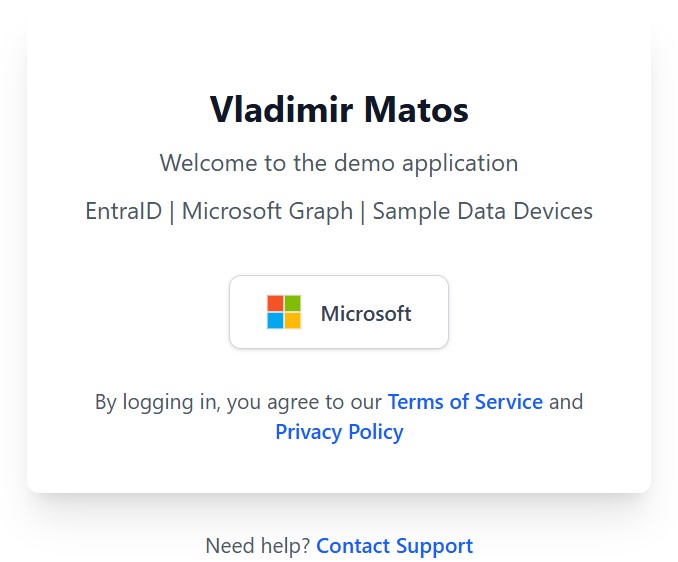 Vladimir Matos
Welcome to the demo application
EntraID | Microsoft Graph | Sample Data Devices
Microsoft
By logging in, you agree to our Terms of Service and
Privacy Policy
Need help? Contact Support